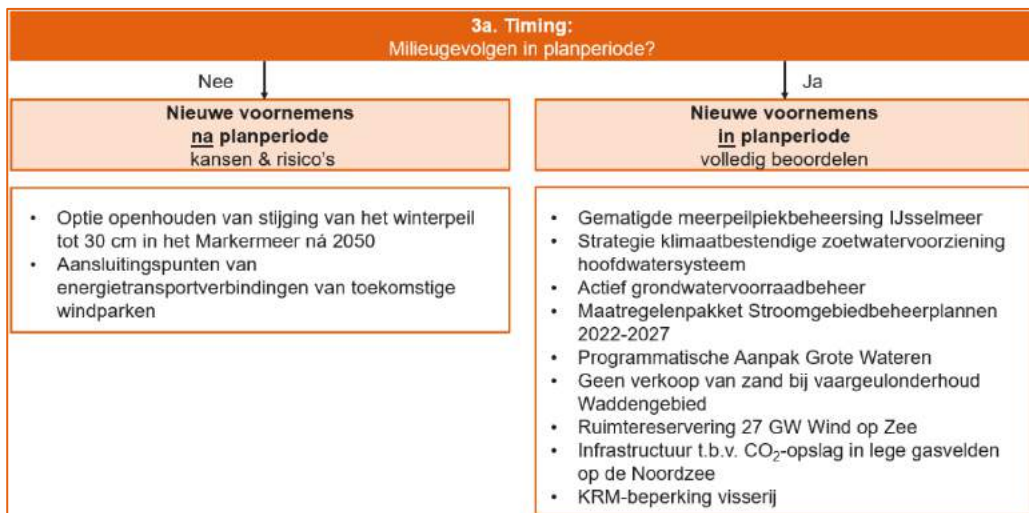 3a. Timing:
Milieugevolgen in planperiode?
Nee
Ja
Nieuwe voornemens
na planperiode
kansen & risico's
Nieuwe voornemens
in planperiode
volledig beoordelen
• Optie openhouden van stijging van het winterpeil
tot 30 cm in het Markermeer ná 2050
• Aansluitingspunten van
energietransportverbindingen van toekomstige
windparken
• Gematigde meerpeilpiekbeheersing IJsselmeer
• Strategie klimaatbestendige zoetwatervoorziening
hoofdwatersysteem
• Actief grondwatervoorraadbeheer
• Maatregelenpakket Stroomgebiedbeheerplannen
2022-2027
• Programmatische Aanpak Grote Wateren
• Geen verkoop van zand bij vaargeulonderhoud
Waddengebied
• Ruimtereservering 27 GW Wind op Zee
• Infrastructuur t.b.v. CO₂-opslag in lege gasvelden
op de Noordzee
• KRM-beperking visserij